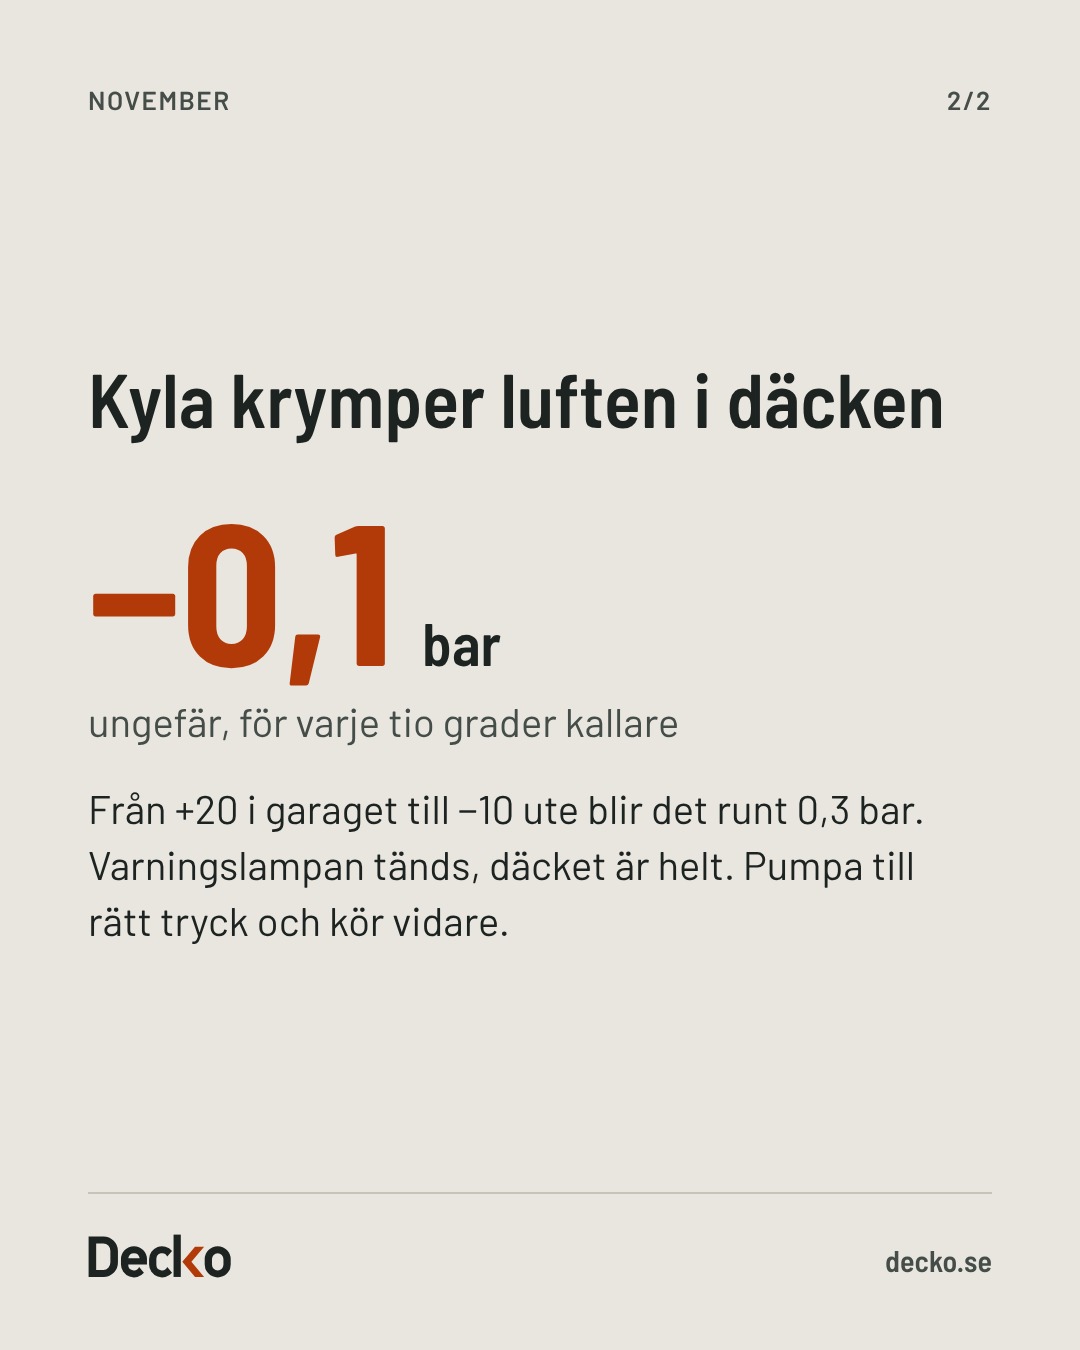 NOVEMBER
2/2
Kyla krymper luften i däcken
−0,1 bar
ungefär, för varje tio grader kallare
Från +20 i garaget till −10 ute blir det runt 0,3 bar.
Varningslampan tänds, däcket är helt. Pumpa till
rätt tryck och kör vidare.
Decko
decko.se